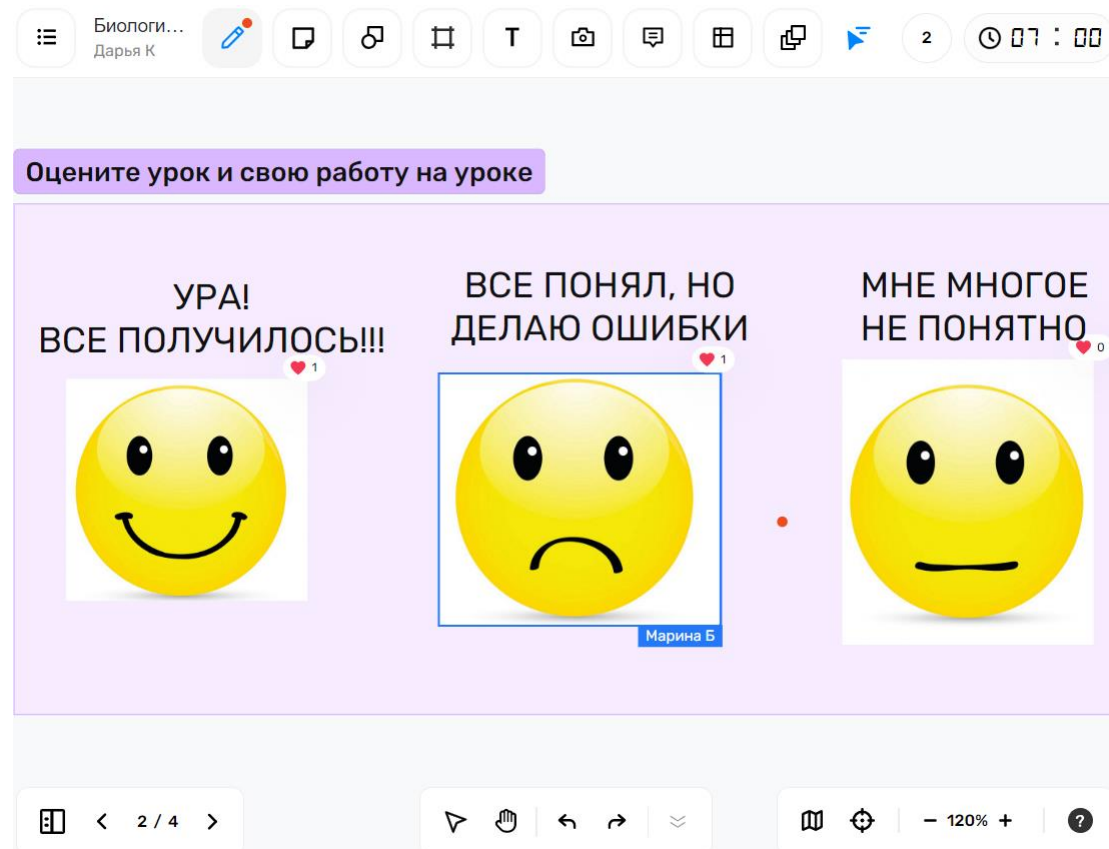 Биологи...
Дарья К
T
2
07 : 00
Оцените урок и свою работу на уроке
УРА!
ВСЕ ПОЛУЧИЛОСЬ!!!
1
ВСЕ ПОНЯЛ, НО
ДЕЛАЮ ОШИБКИ
1
МНЕ МНОГОЕ
НЕ ПОНЯТНО
0
Марина Б
2 / 4
− 120% +
?